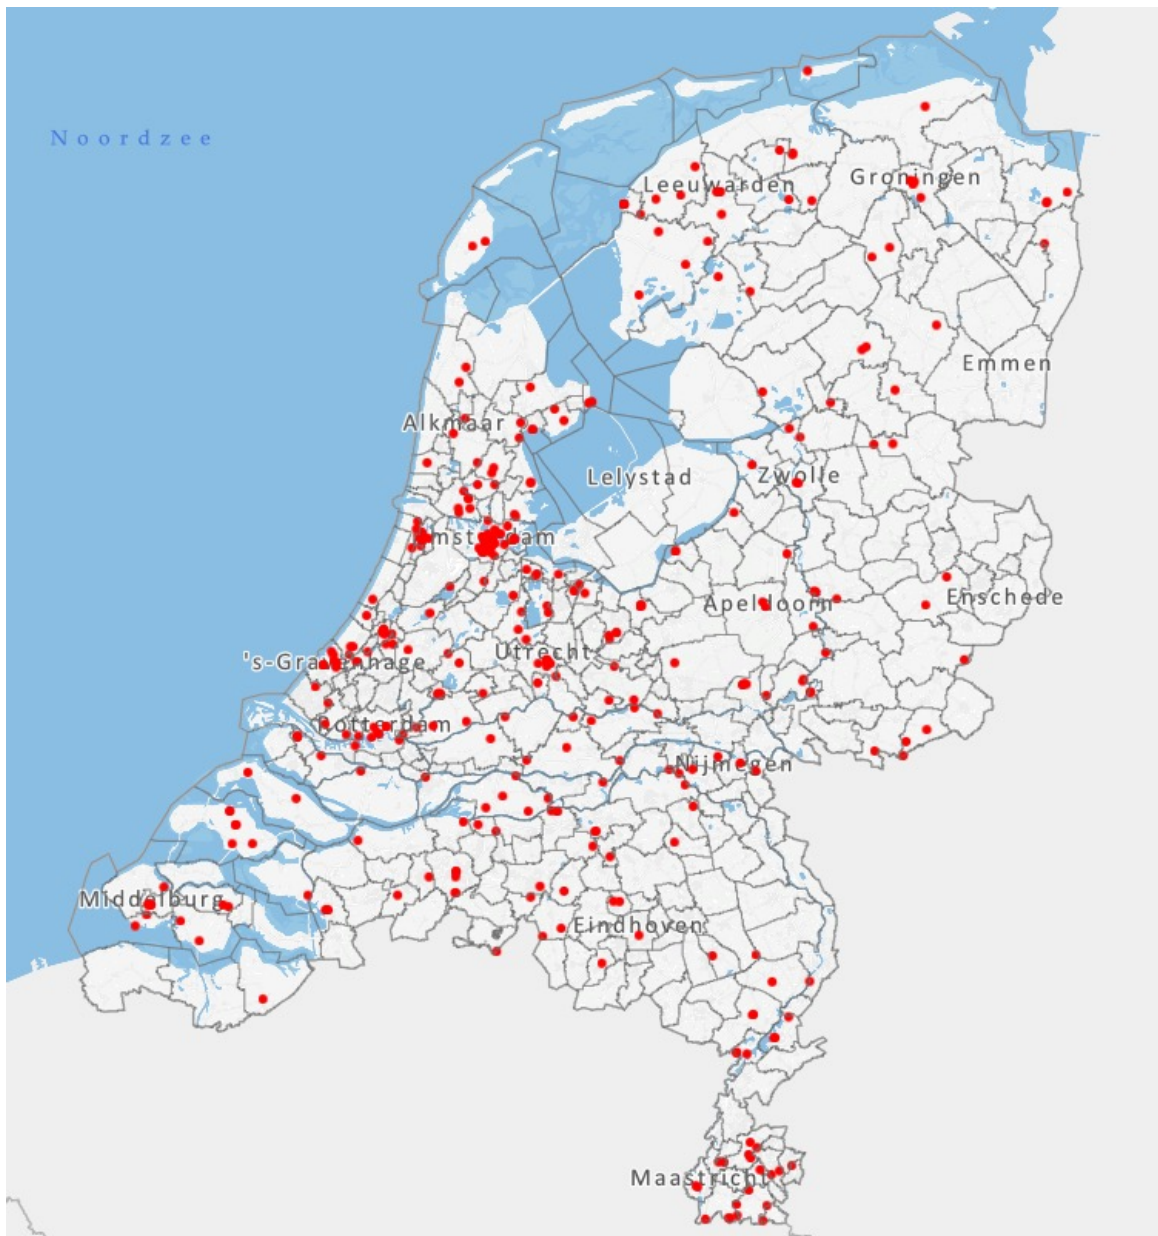 Noordzee
Leeuwarden
Groningen
Emmen
Alkmaar
Lelystad
Zwolle
Amsterdam
Apeldoorn
Enschede
's-Gravenhage
Utrecht
Rotterdam
Nijmegen
Middelburg
Eindhoven
Maastricht